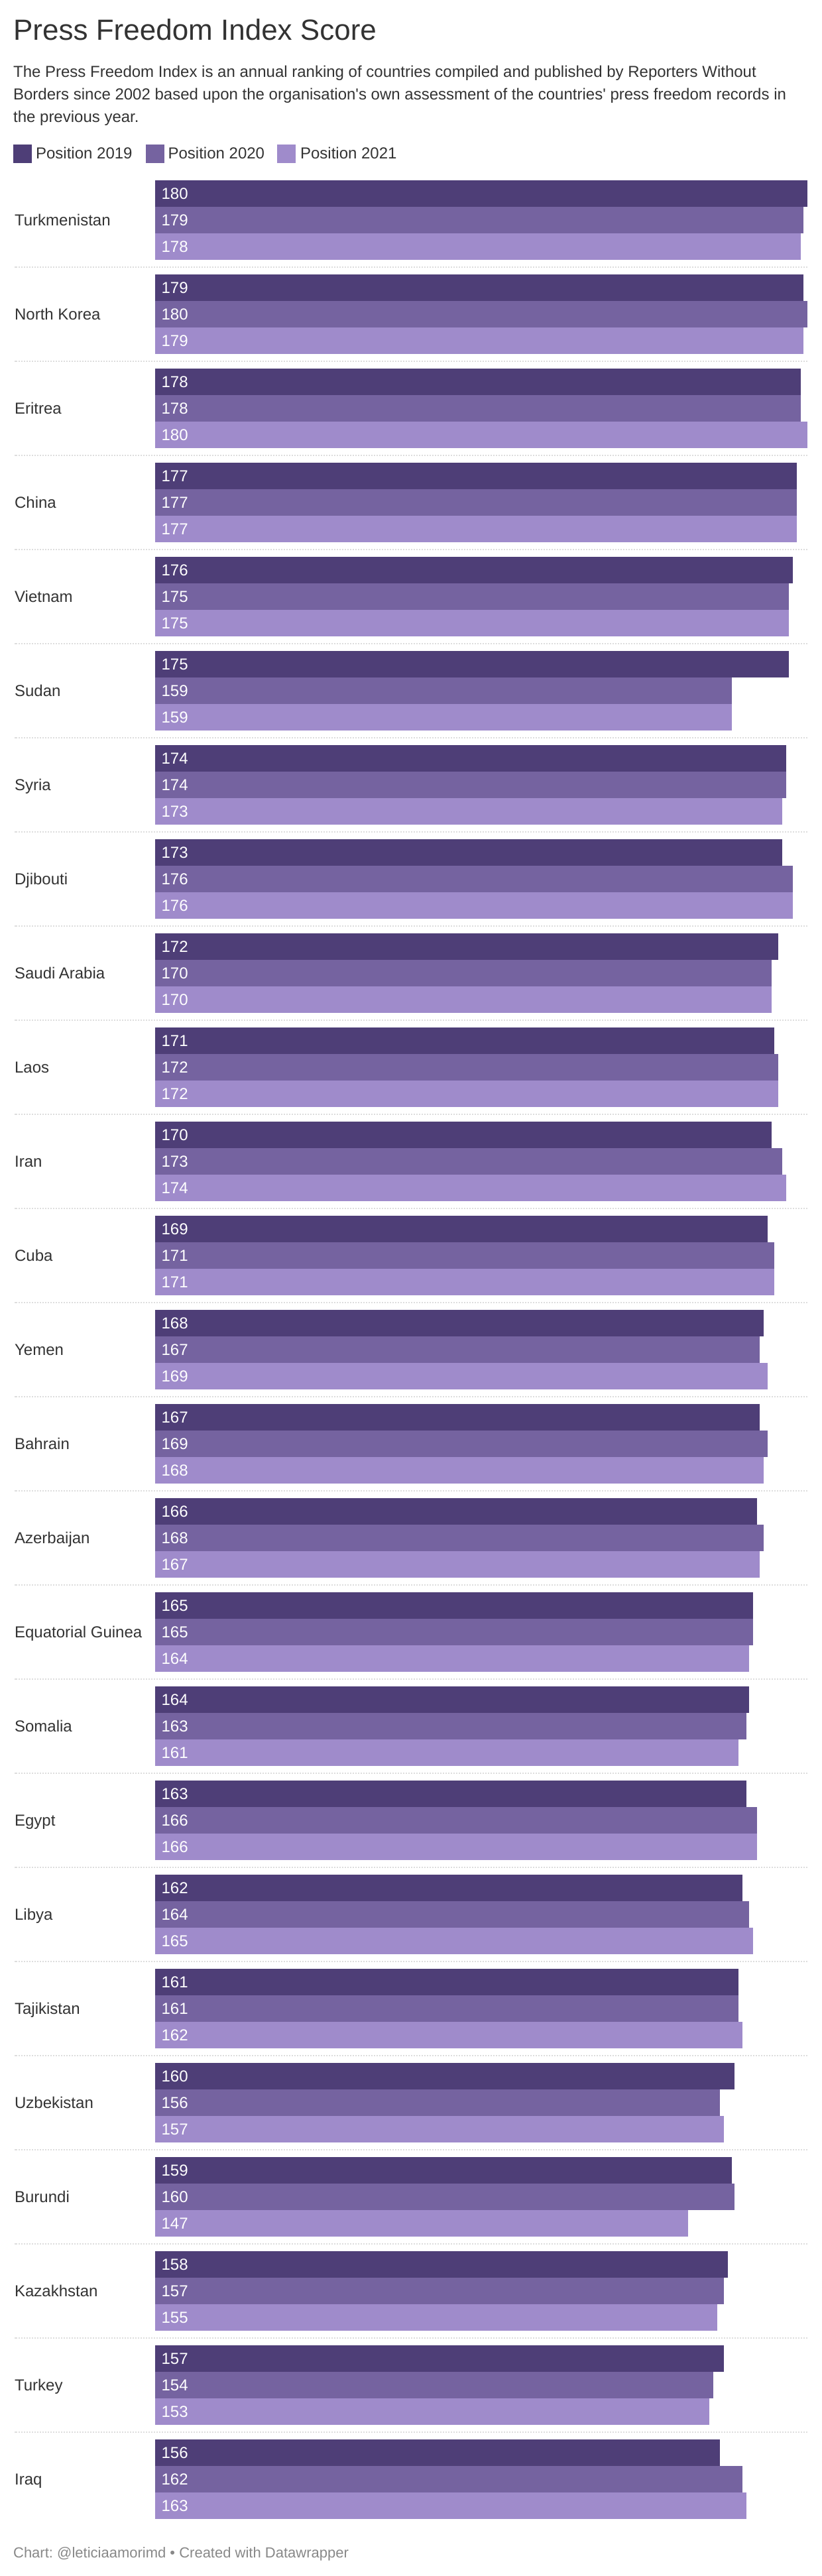 Press Freedom Index Score
The Press Freedom Index is an annual ranking of countries compiled and published by Reporters Without
Borders since 2002 based upon the organisation's own assessment of the countries' press freedom records in
the previous year.
Position 2019 Position 2020 Position 2021
Turkmenistan
180
179
178
North Korea
179
180
179
Eritrea
178
178
180
China
177
177
177
Vietnam
176
175
175
Sudan
175
159
159
Syria
174
174
173
Djibouti
173
176
176
Saudi Arabia
172
170
170
Laos
171
172
172
Iran
170
173
174
Cuba
169
171
171
Yemen
168
167
169
Bahrain
167
169
168
Azerbaijan
166
168
167
Equatorial Guinea
165
165
164
Somalia
164
163
161
Egypt
163
166
166
Libya
162
164
165
Tajikistan
161
161
162
Uzbekistan
160
156
157
Burundi
159
160
147
Kazakhstan
158
157
155
Turkey
157
154
153
Iraq
156
162
163
Chart: @leticiaamorimd • Created with Datawrapper